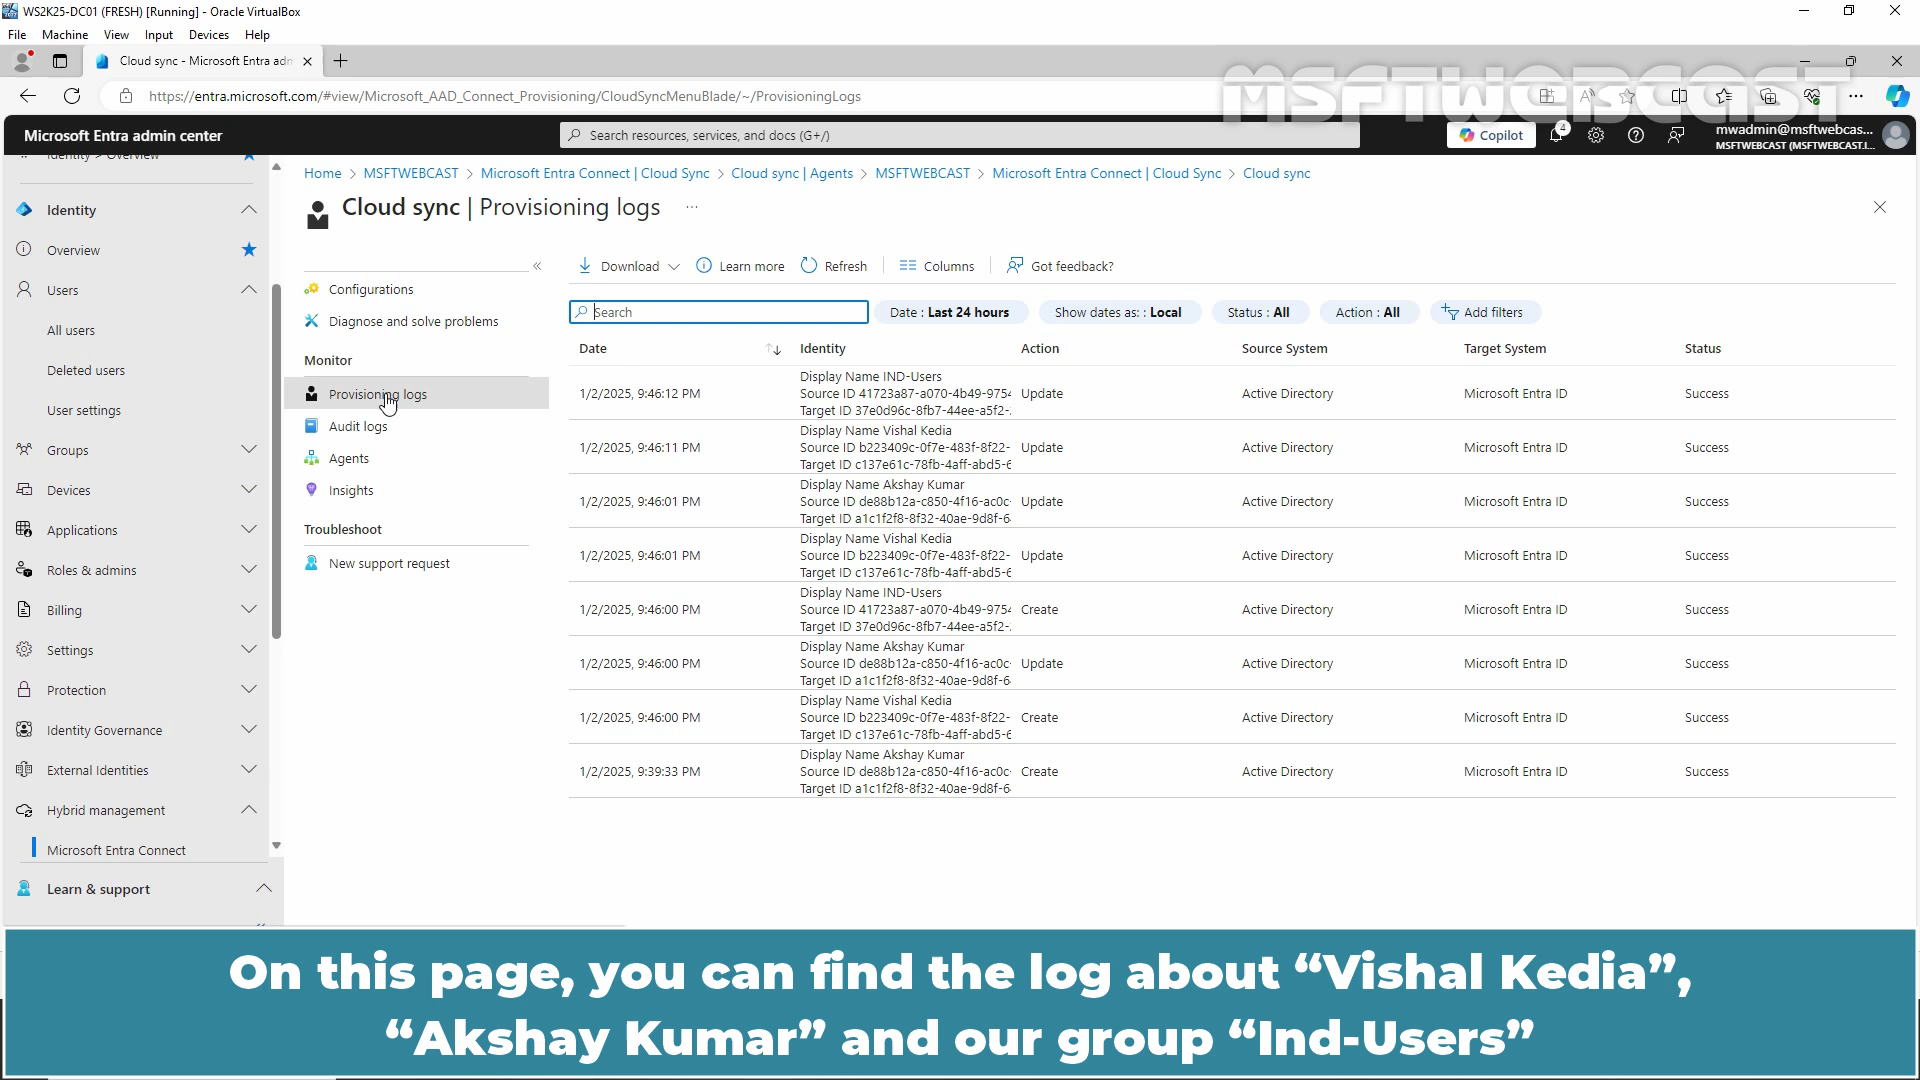 WS2K25-DC01 (FRESH) [Running] - Oracle VirtualBox
File Machine View Input Devices Help
Cloud sync - Microsoft Entra adm
https://entra.microsoft.com/#view/Microsoft_AAD_Connect_Provisioning/CloudSyncMenuBlade/~/ProvisioningLogs
MSFTWEBCAST
Microsoft Entra admin center
Search resources, services, and docs (G+/)
Copilot
4
mwadmin@msftwebcas...
MSFTWEBCAST (MSFTWEBCAST.I...
Identity > Overview
Identity
Overview
Users
All users
Deleted users
User settings
Groups
Devices
Applications
Roles & admins
Billing
Settings
Protection
Identity Governance
External Identities
Hybrid management
Microsoft Entra Connect
Learn & support
Home > MSFTWEBCAST > Microsoft Entra Connect | Cloud Sync > Cloud sync | Agents > MSFTWEBCAST > Microsoft Entra Connect | Cloud Sync > Cloud sync
Cloud sync | Provisioning logs ...
Configurations
Diagnose and solve problems
Monitor
Provisioning logs
Audit logs
Agents
Insights
Troubleshoot
New support request
Download Learn more Refresh Columns Got feedback?
Search Date : Last 24 hours Show dates as: : Local Status : All Action : All Add filters
Date Identity Action Source System Target System Status
Display Name IND-Users
1/2/2025, 9:46:12 PM Source ID 41723a87-a070-4b49-9754 Update Active Directory Microsoft Entra ID Success
Target ID 37e0d96c-8fb7-44ee-a5f2-
Display Name Vishal Kedia
1/2/2025, 9:46:11 PM Source ID b223409c-0f7e-483f-8f22- Update Active Directory Microsoft Entra ID Success
Target ID c137e61c-78fb-4aff-abd5-6
Display Name Akshay Kumar
1/2/2025, 9:46:01 PM Source ID de88b12a-c850-4f16-ac0c- Update Active Directory Microsoft Entra ID Success
Target ID a1c1f2f8-8f32-40ae-9d8f-6
Display Name Vishal Kedia
1/2/2025, 9:46:01 PM Source ID b223409c-0f7e-483f-8f22- Update Active Directory Microsoft Entra ID Success
Target ID c137e61c-78fb-4aff-abd5-6
Display Name IND-Users
1/2/2025, 9:46:00 PM Source ID 41723a87-a070-4b49-9754 Create Active Directory Microsoft Entra ID Success
Target ID 37e0d96c-8fb7-44ee-a5f2-
Display Name Akshay Kumar
1/2/2025, 9:46:00 PM Source ID de88b12a-c850-4f16-ac0c- Update Active Directory Microsoft Entra ID Success
Target ID a1c1f2f8-8f32-40ae-9d8f-6
Display Name Vishal Kedia
1/2/2025, 9:46:00 PM Source ID b223409c-0f7e-483f-8f22- Create Active Directory Microsoft Entra ID Success
Target ID c137e61c-78fb-4aff-abd5-6
Display Name Akshay Kumar
1/2/2025, 9:39:33 PM Source ID de88b12a-c850-4f16-ac0c- Create Active Directory Microsoft Entra ID Success
Target ID a1c1f2f8-8f32-40ae-9d8f-6
On this page, you can find the log about “Vishal Kedia”,
“Akshay Kumar” and our group “Ind-Users”